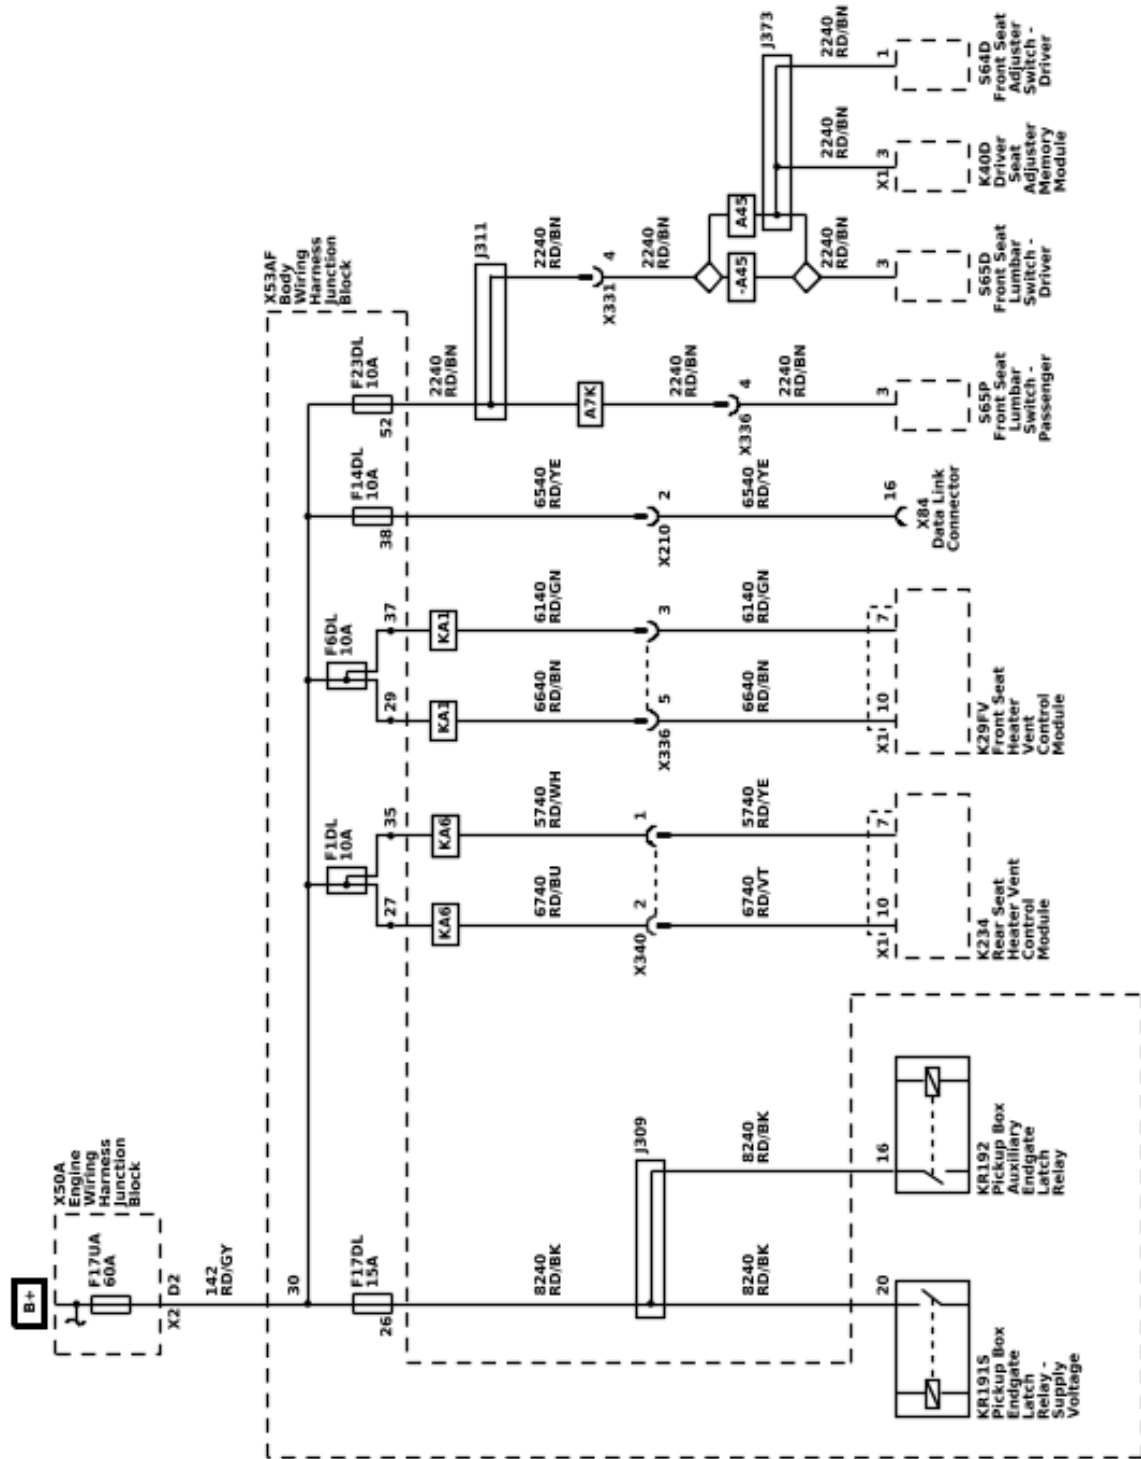 B+
X50A
Engine
Wiring
Harness
Junction
Block
F17UA
60A
X2
D2
142
RD/GY
X53AF
Body
Wiring
Harness
Junction
Block
30
F17DL
15A
26
F1DL
10A
27
35
F6DL
10A
29
37
F14DL
10A
38
F23DL
10A
52
KA6
KA6
KA1
KA1
2240
RD/BN
J311
A7K
8240
RD/BK
6740
RD/BU
5740
RD/WH
6640
RD/BN
6140
RD/GN
6540
RD/YE
2240
RD/BN
X331
4
J309
X340
2
1
X336
5
3
X210
2
2240
RD/BN
2240
RD/BN
X336
4
-A45
A45
J373
8240
RD/BK
8240
RD/BK
6740
RD/VT
5740
RD/YE
6640
RD/BN
6140
RD/GN
6540
RD/YE
2240
RD/BN
2240
RD/BN
2240
RD/BN
2240
RD/BN
20
16
X1
10
7
X1
10
7
16
3
3
X1
3
1
KR191S
Pickup Box
Endgate
Latch
Relay -
Supply
Voltage
KR192
Pickup Box
Auxiliary
Endgate
Latch
Relay
K234
Rear Seat
Heater Vent
Control
Module
K29FV
Front Seat
Heater
Vent
Control
Module
X84
Data Link
Connector
S65P
Front Seat
Lumbar
Switch -
Passenger
S65D
Front Seat
Lumbar
Switch -
Driver
K40D
Driver
Seat
Adjuster
Memory
Module
S64D
Front Seat
Adjuster
Switch -
Driver